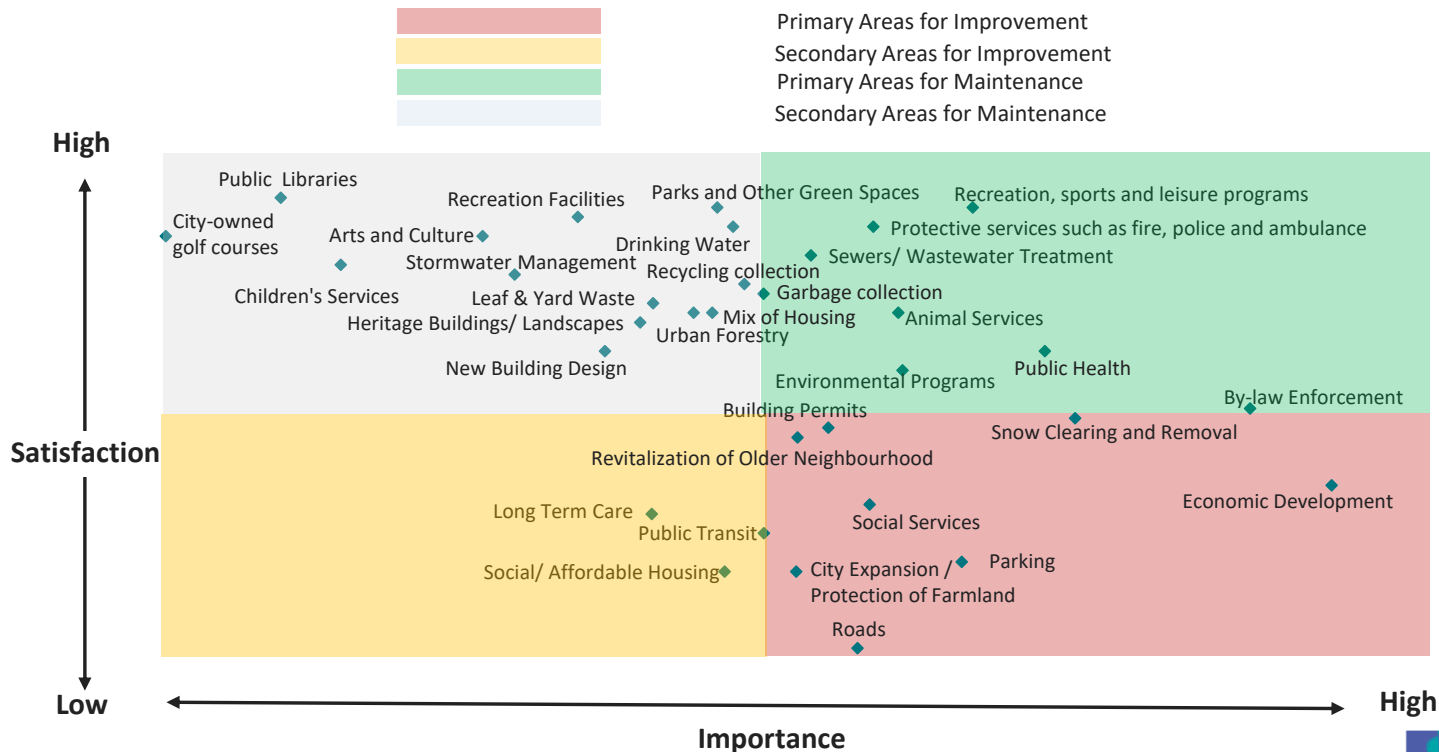 Primary Areas for Improvement
Secondary Areas for Improvement
Primary Areas for Maintenance
Secondary Areas for Maintenance
High
Public  Libraries
Recreation Facilities
Parks and Other Green Spaces
Recreation, sports and leisure programs
City-owned
golf courses
Arts and Culture
Drinking Water
Protective services such as fire, police and ambulance
Stormwater Management
Recycling collection
Sewers/ Wastewater Treatment
Children's Services
Leaf & Yard Waste
Garbage collection
Heritage Buildings/ Landscapes
Mix of Housing
Animal Services
Urban Forestry
New Building Design
Public Health
Environmental Programs
Building Permits
By-law Enforcement
Snow Clearing and Removal
Satisfaction
Revitalization of Older Neighbourhood
Economic Development
Long Term Care
Social Services
Public Transit
Social/ Affordable Housing
City Expansion /
Protection of Farmland
Parking
Roads
Low
High
Importance